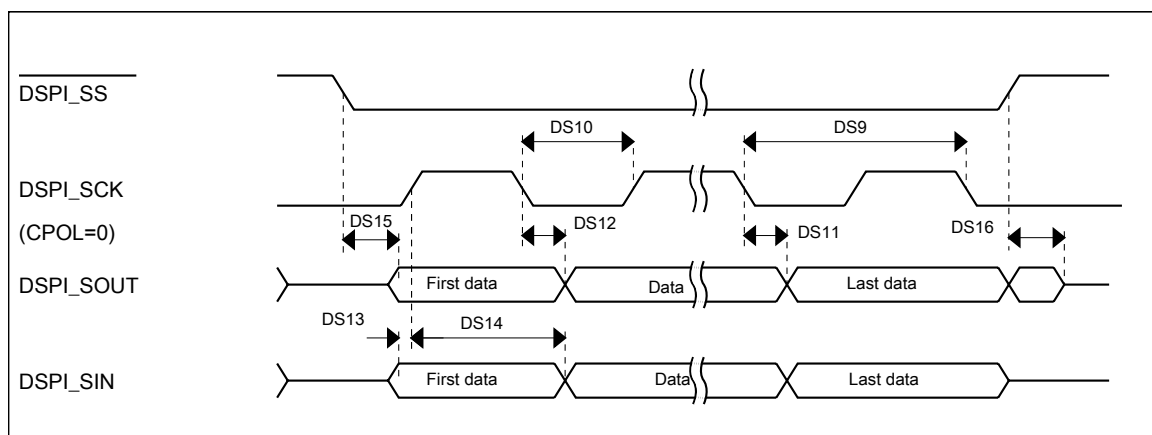 DSPI_SS
DS10
DS9
DSPI_SCK
(CPOL=0)
DS15
DS12
DS11
DS16
DSPI_SOUT
First data
Data
Last data
DS13
DS14
DSPI_SIN
First data
Data
Last data